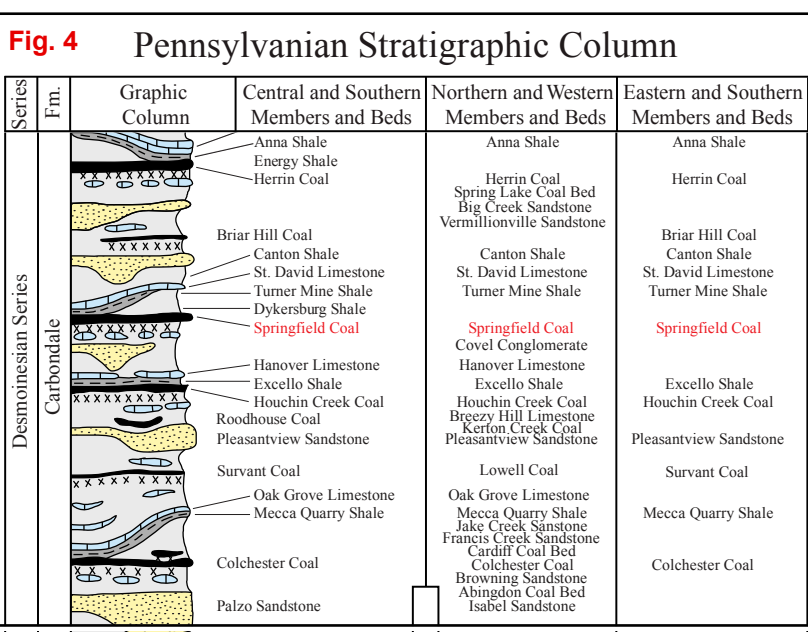 Fig. 4
Pennsylvanian Stratigraphic Column
Series
Fm.
Graphic
Column
Central and Southern
Members and Beds
Northern and Western
Members and Beds
Eastern and Southern
Members and Beds
Desmoinesian Series
Carbondale
Anna Shale
Energy Shale
Herrin Coal
Briar Hill Coal
Canton Shale
St. David Limestone
Turner Mine Shale
Dykersburg Shale
Springfield Coal
Hanover Limestone
Excello Shale
Houchin Creek Coal
Roodhouse Coal
Pleasantview Sandstone
Survant Coal
Oak Grove Limestone
Mecca Quarry Shale
Colchester Coal
Palzo Sandstone
Anna Shale
Herrin Coal
Spring Lake Coal Bed
Big Creek Sandstone
Vermillionville Sandstone
Canton Shale
St. David Limestone
Turner Mine Shale
Springfield Coal
Covel Conglomerate
Hanover Limestone
Excello Shale
Houchin Creek Coal
Breezy Hill Limestone
Kerton Creek Coal
Pleasantview Sandstone
Lowell Coal
Oak Grove Limestone
Mecca Quarry Shale
Jake Creek Sanstone
Francis Creek Sandstone
Cardiff Coal Bed
Colchester Coal
Browning Sandstone
Abingdon Coal Bed
Isabel Sandstone
Anna Shale
Herrin Coal
Briar Hill Coal
Canton Shale
St. David Limestone
Turner Mine Shale
Springfield Coal
Excello Shale
Houchin Creek Coal
Pleasantview Sandstone
Survant Coal
Mecca Quarry Shale
Colchester Coal